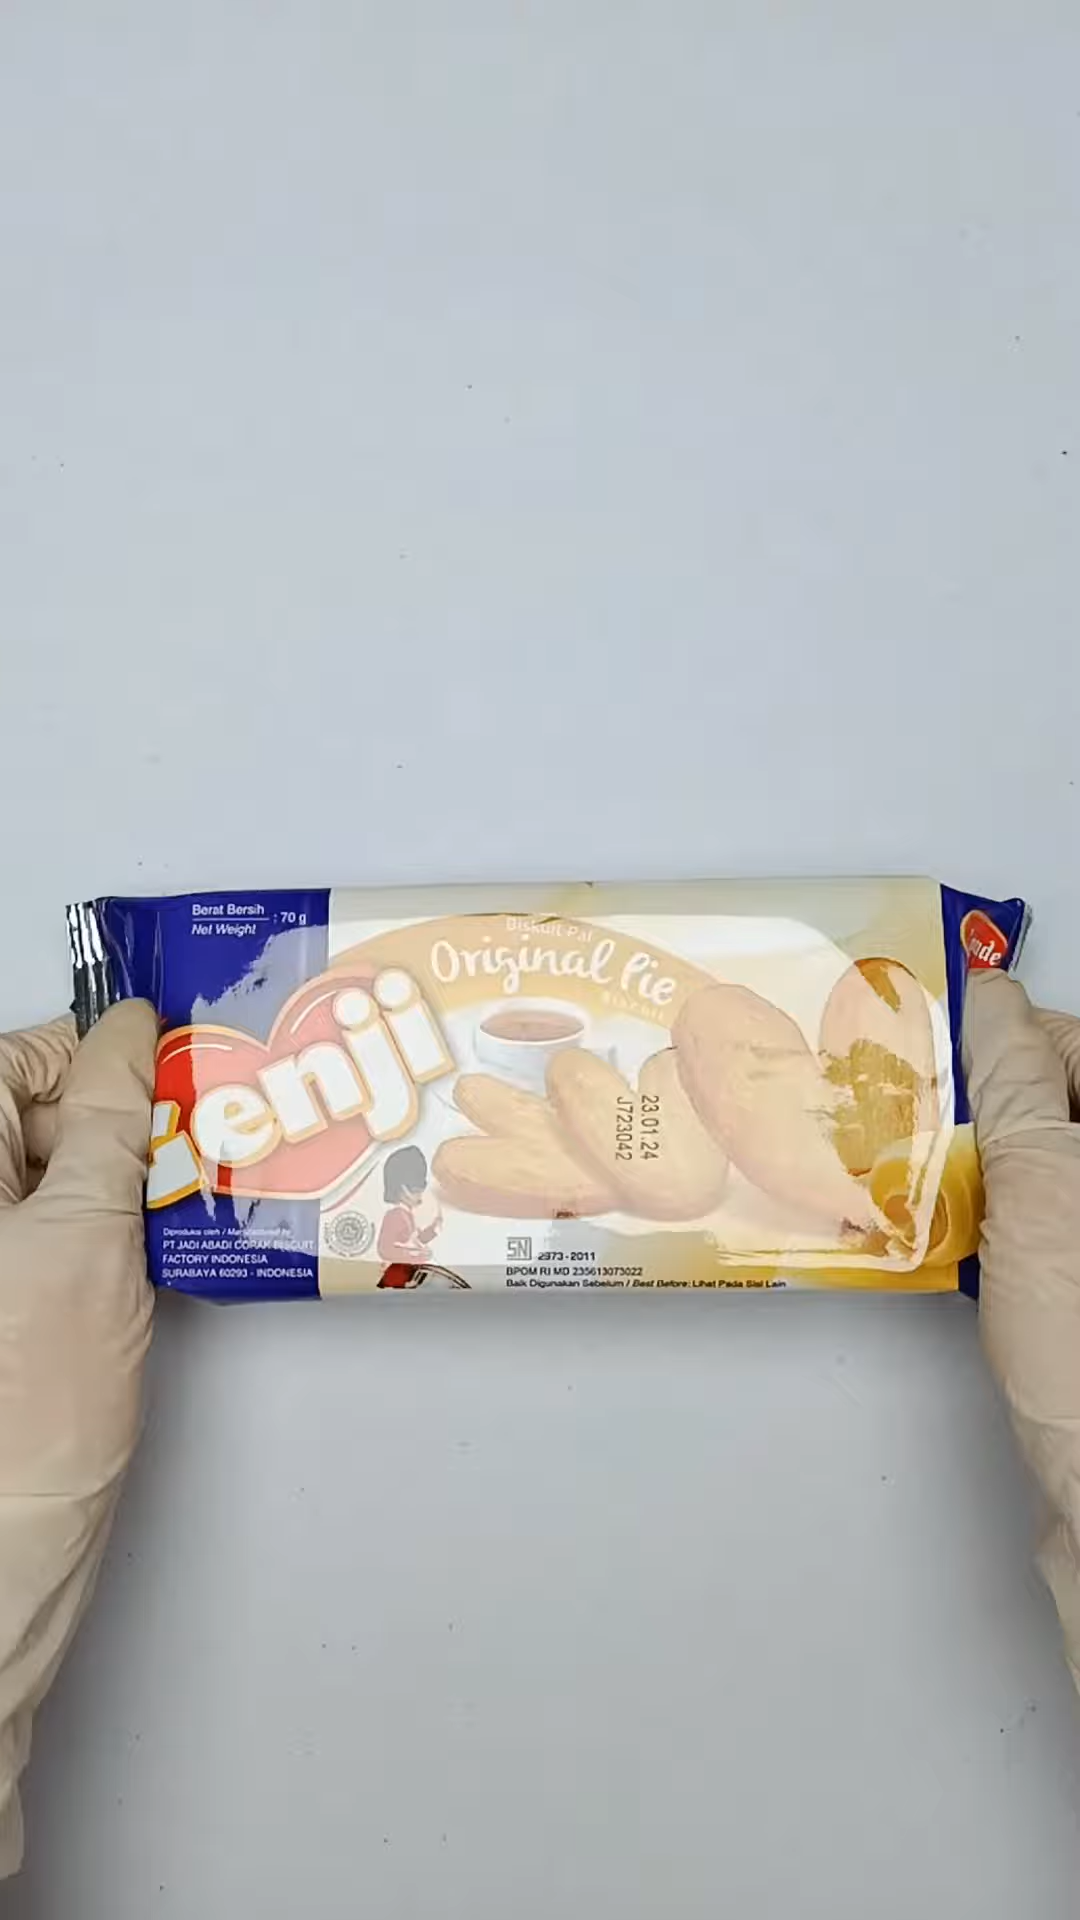 Berat Bersih
Net Weight
: 70 g
Biskuit Pai
Original Pie
BISCUIT
Zenji
23.01.24
J723042
Diproduksi oleh / Manufactured by
PT JADI ABADI CORAK BISCUIT
FACTORY INDONESIA
SURABAYA 60293 - INDONESIA
2973 - 2011
BPOM RI MD 235613073022
Baik Digunakan Sebelum / Best Before: Lihat Pada Sisi Lain